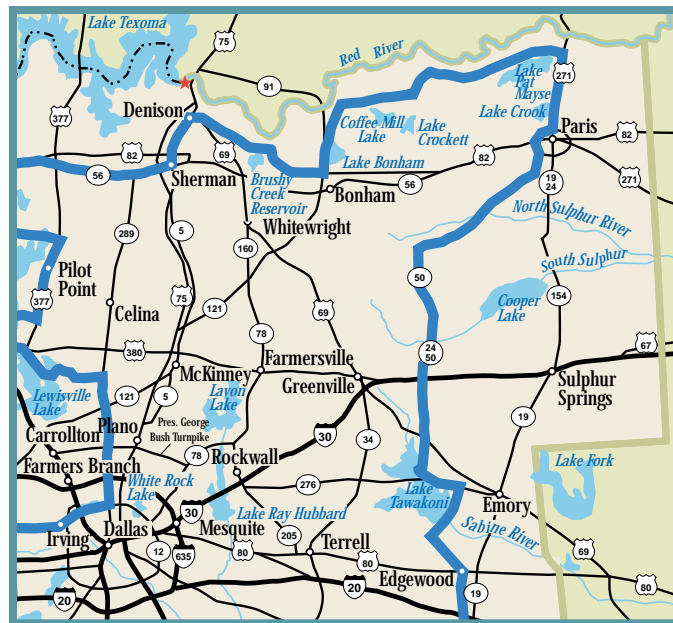 Lake Texoma
75
Red River
91
377
Denison
Lake
Pat
Mayse
271
Lake Crook
Coffee Mill
Lake
Lake
Crockett
Paris
82
69
82
56
Sherman
Brushy
Creek
Reservoir
Lake Bonham
82
Bonham
56
19
24
271
Whitewright
North Sulphur River
289
5
160
South Sulphur
Pilot
Point
377
75
50
Cooper
Lake
154
Celina
121
69
78
380
24
50
67
Farmersville
McKinney
Greenville
Sulphur
Springs
Lewisville
Lake
121
5
Lavon
Lake
19
Carrollton
Plano
Pres. George
Bush Turnpike
30
34
78
Farmers Branch
Rockwall
Lake Fork
White Rock
Lake
276
Lake
Tawakoni
Emory
30
Lake Ray Hubbard
Sabine River
Irving
Dallas
Mesquite
205
12
635
80
Terrell
80
69
Edgewood
80
20
20
19